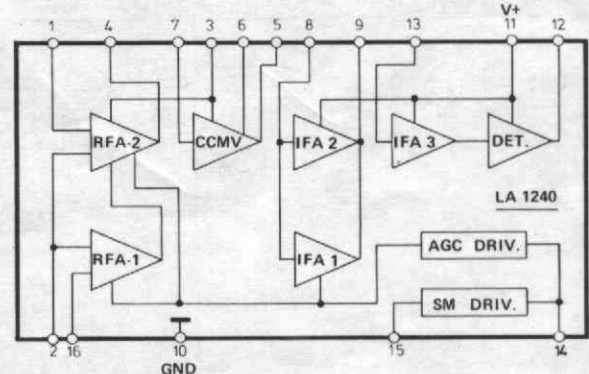 V+
1 4 7 3 6 5 8 9 13 11 12
RFA-2 CCMV IFA 2 IFA 3 DET.
LA 1240
RFA-1 IFA 1 AGC DRIV.
SM DRIV.
2 16 10 15 14
GND